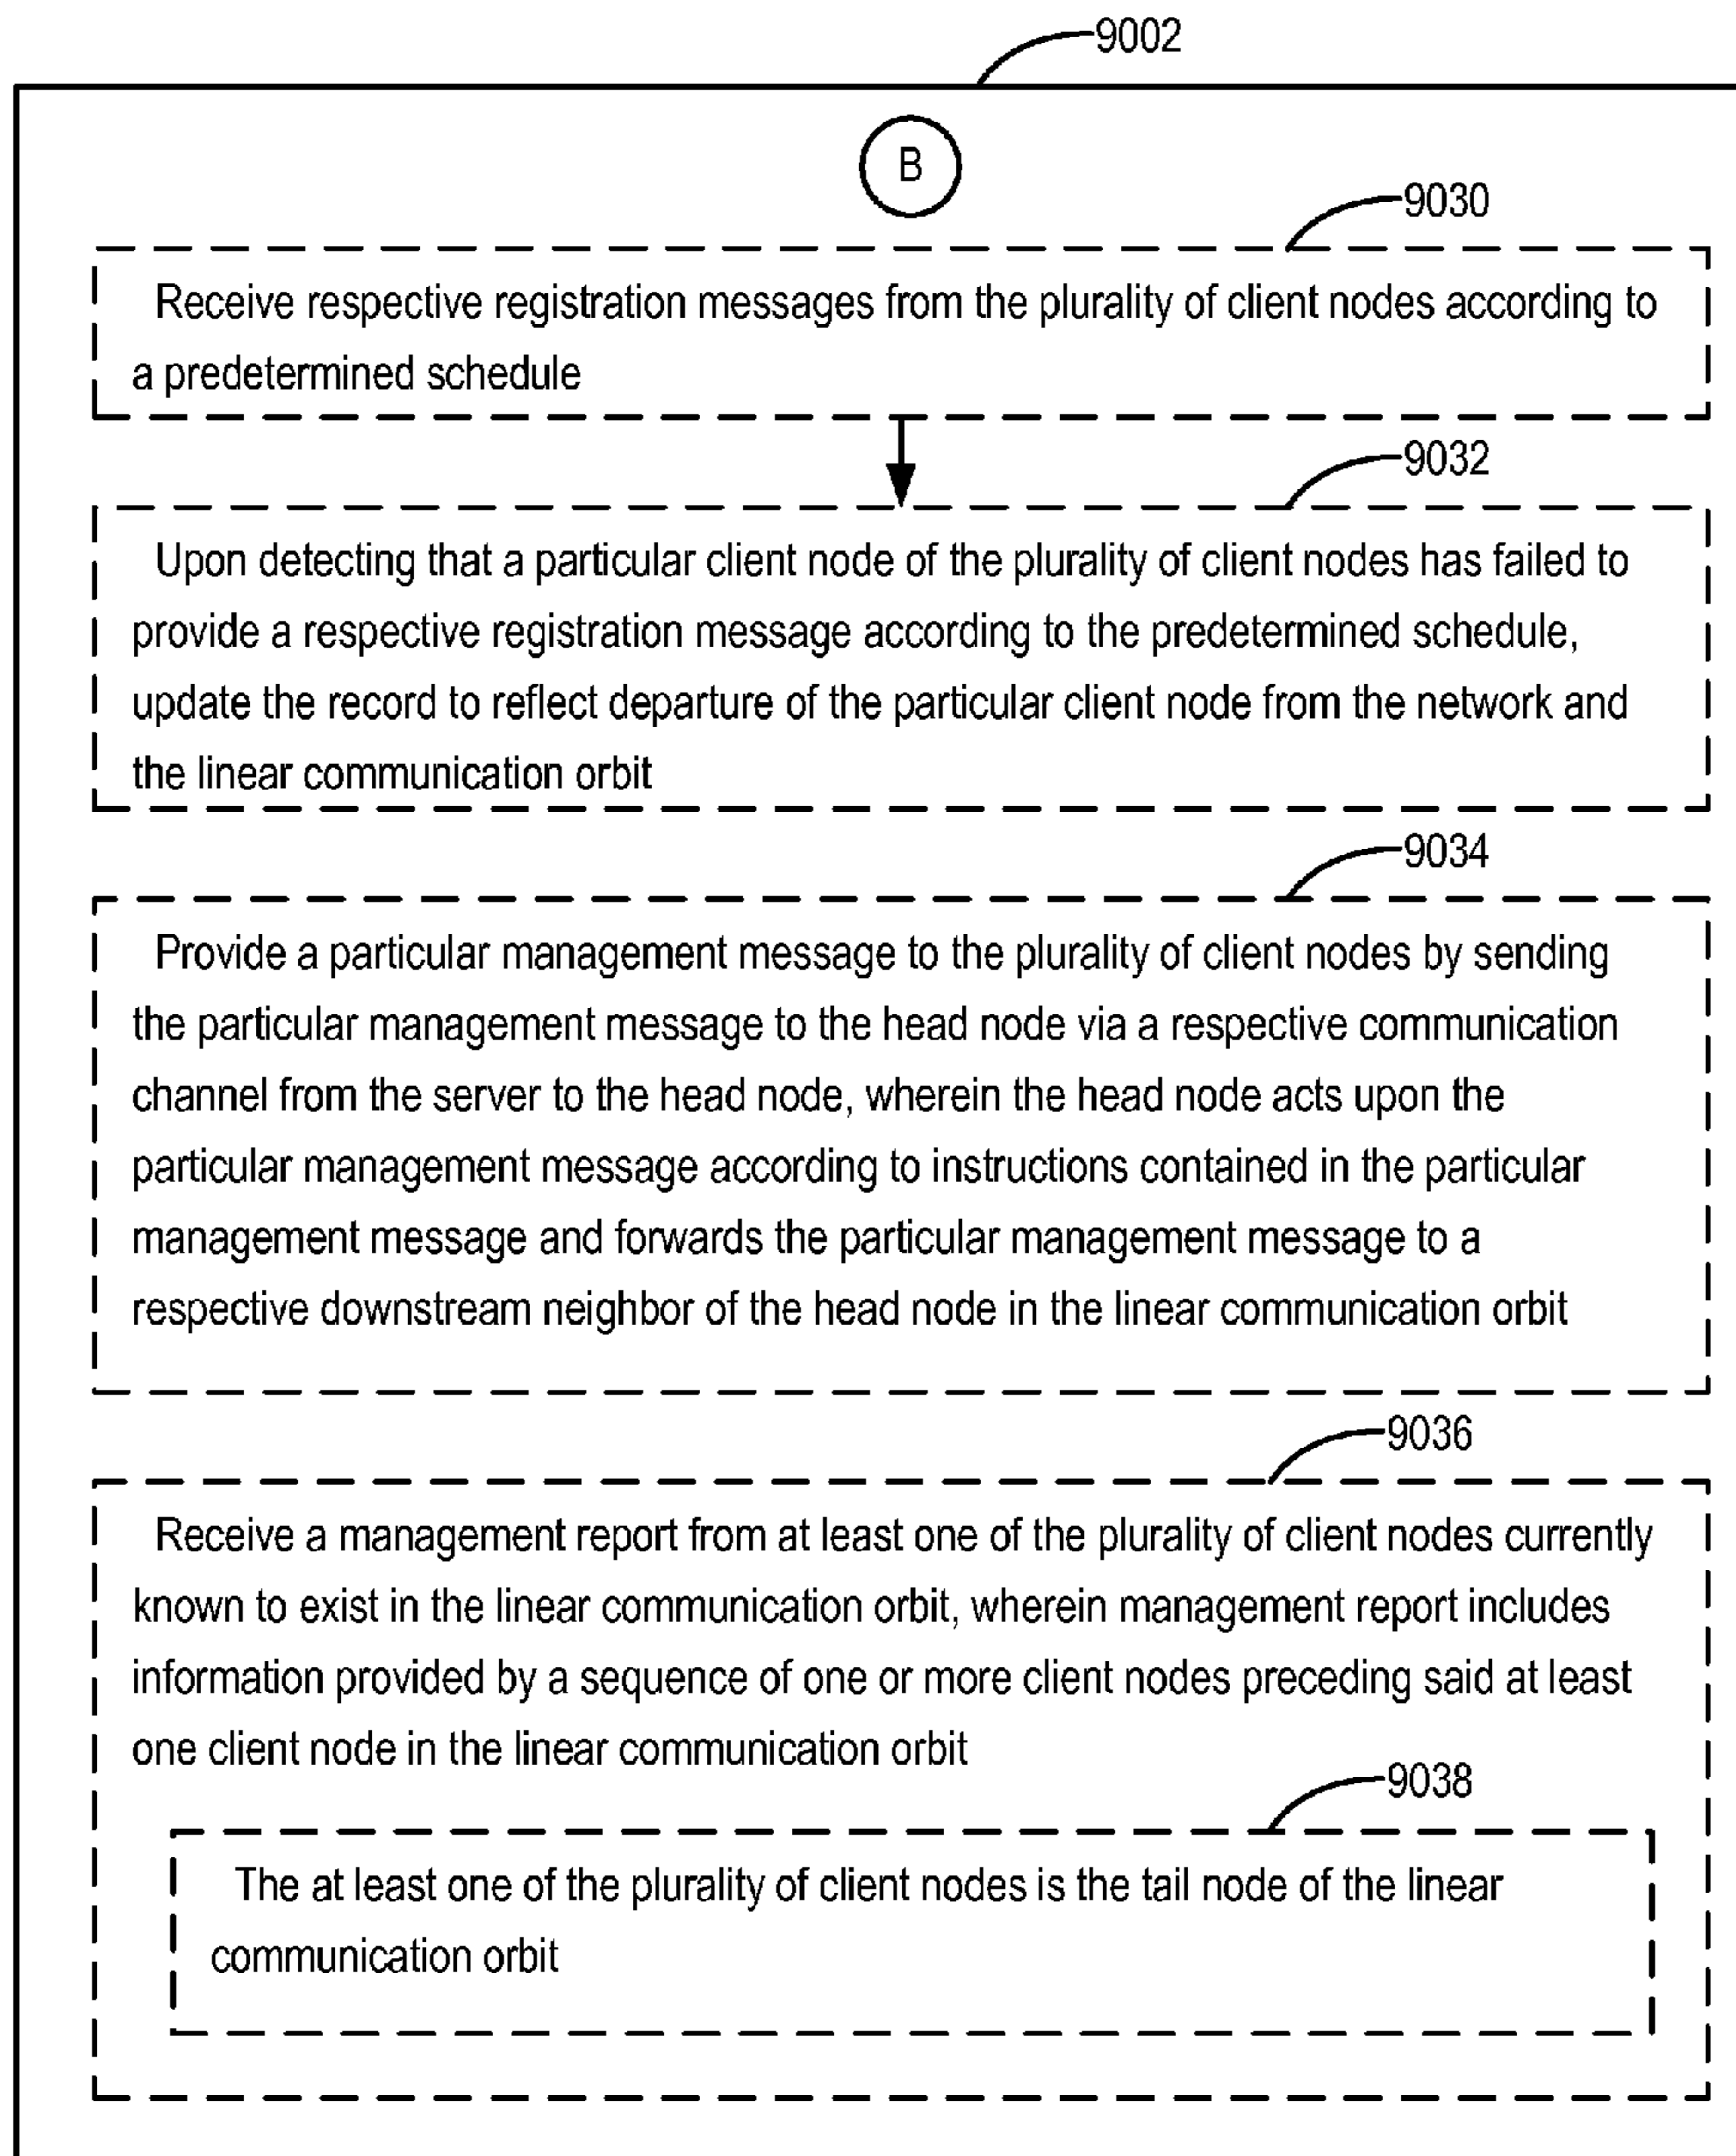 9002
B
9030
Receive respective registration messages from the plurality of client nodes according to
a predetermined schedule
9032
Upon detecting that a particular client node of the plurality of client nodes has failed to
provide a respective registration message according to the predetermined schedule,
update the record to reflect departure of the particular client node from the network and
the linear communication orbit
9034
Provide a particular management message to the plurality of client nodes by sending
the particular management message to the head node via a respective communication
channel from the server to the head node, wherein the head node acts upon the
particular management message according to instructions contained in the particular
management message and forwards the particular management message to a
respective downstream neighbor of the head node in the linear communication orbit
9036
Receive a management report from at least one of the plurality of client nodes currently
known to exist in the linear communication orbit, wherein management report includes
information provided by a sequence of one or more client nodes preceding said at least
one client node in the linear communication orbit
9038
The at least one of the plurality of client nodes is the tail node of the linear
communication orbit